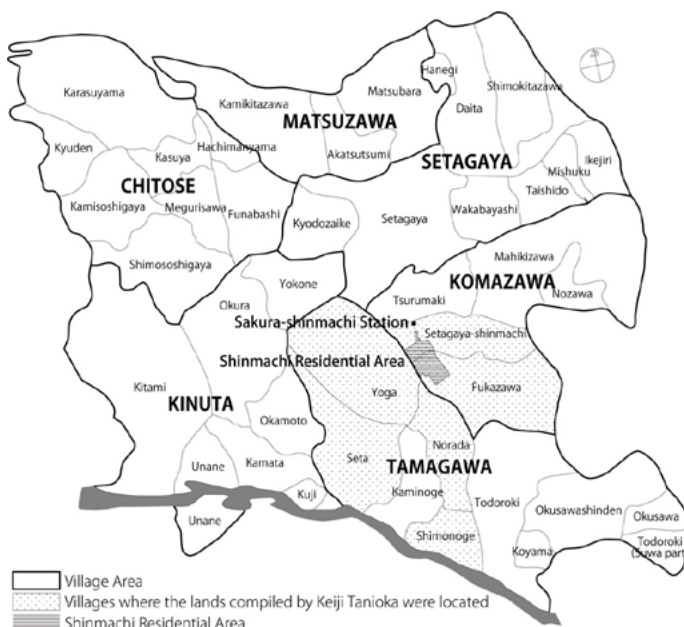 Karasuyama
Kyuden
Kasuya
Hachimanyama
CHITOSE
Kamisoshigaya
Megurisawa
Funabashi
Shimososhigaya
Kamikitazawa
Matsubara
MATSUZAWA
Akatsutsumi
Hanegi
Daita
Shimokitazawa
SETAGAYA
Mishuku
Ikejiri
Taishido
Wakabayashi
Setagaya
Kyodozaike
Mahikizawa
KOMAZAWA
Tsurumaki
Nozawa
Sakura-shinmachi Station
Setagaya-shinmachi
Shinmachi Residential Area
Fukazawa
Yokone
Okura
Kitami
KINUTA
Okamoto
Unane
Kamata
Kuji
Unane
Yoga
Seta
Norada
TAMAGAWA
Kaminoge
Todoroki
Shimonoge
Okusawashinden
Okusawa
Koyama
Todoroki
(Suwa part)
Village Area
Villages where the lands compiled by Keiji Tanioka were located
Shinmachi Residential Area